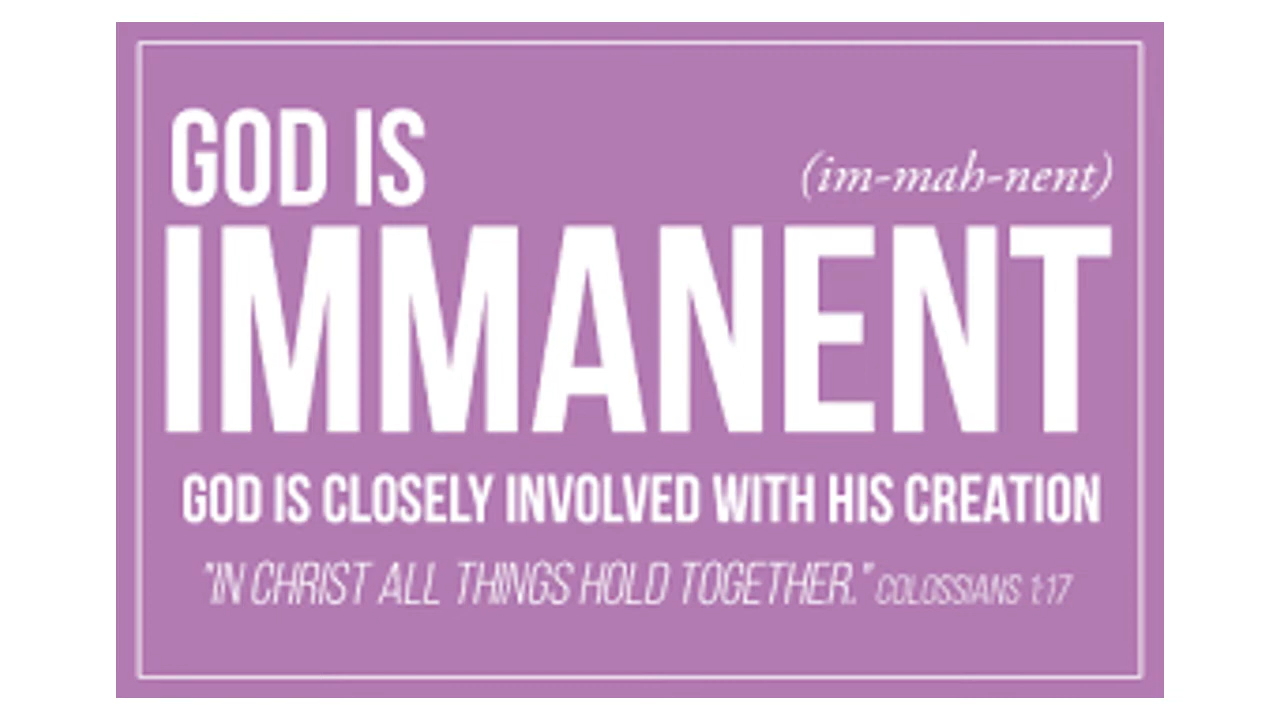 GOD IS
(im-mah-nent)
IMMANENT
GOD IS CLOSELY INVOLVED WITH HIS CREATION
"IN CHRIST ALL THINGS HOLD TOGETHER." COLOSSIANS 1:17